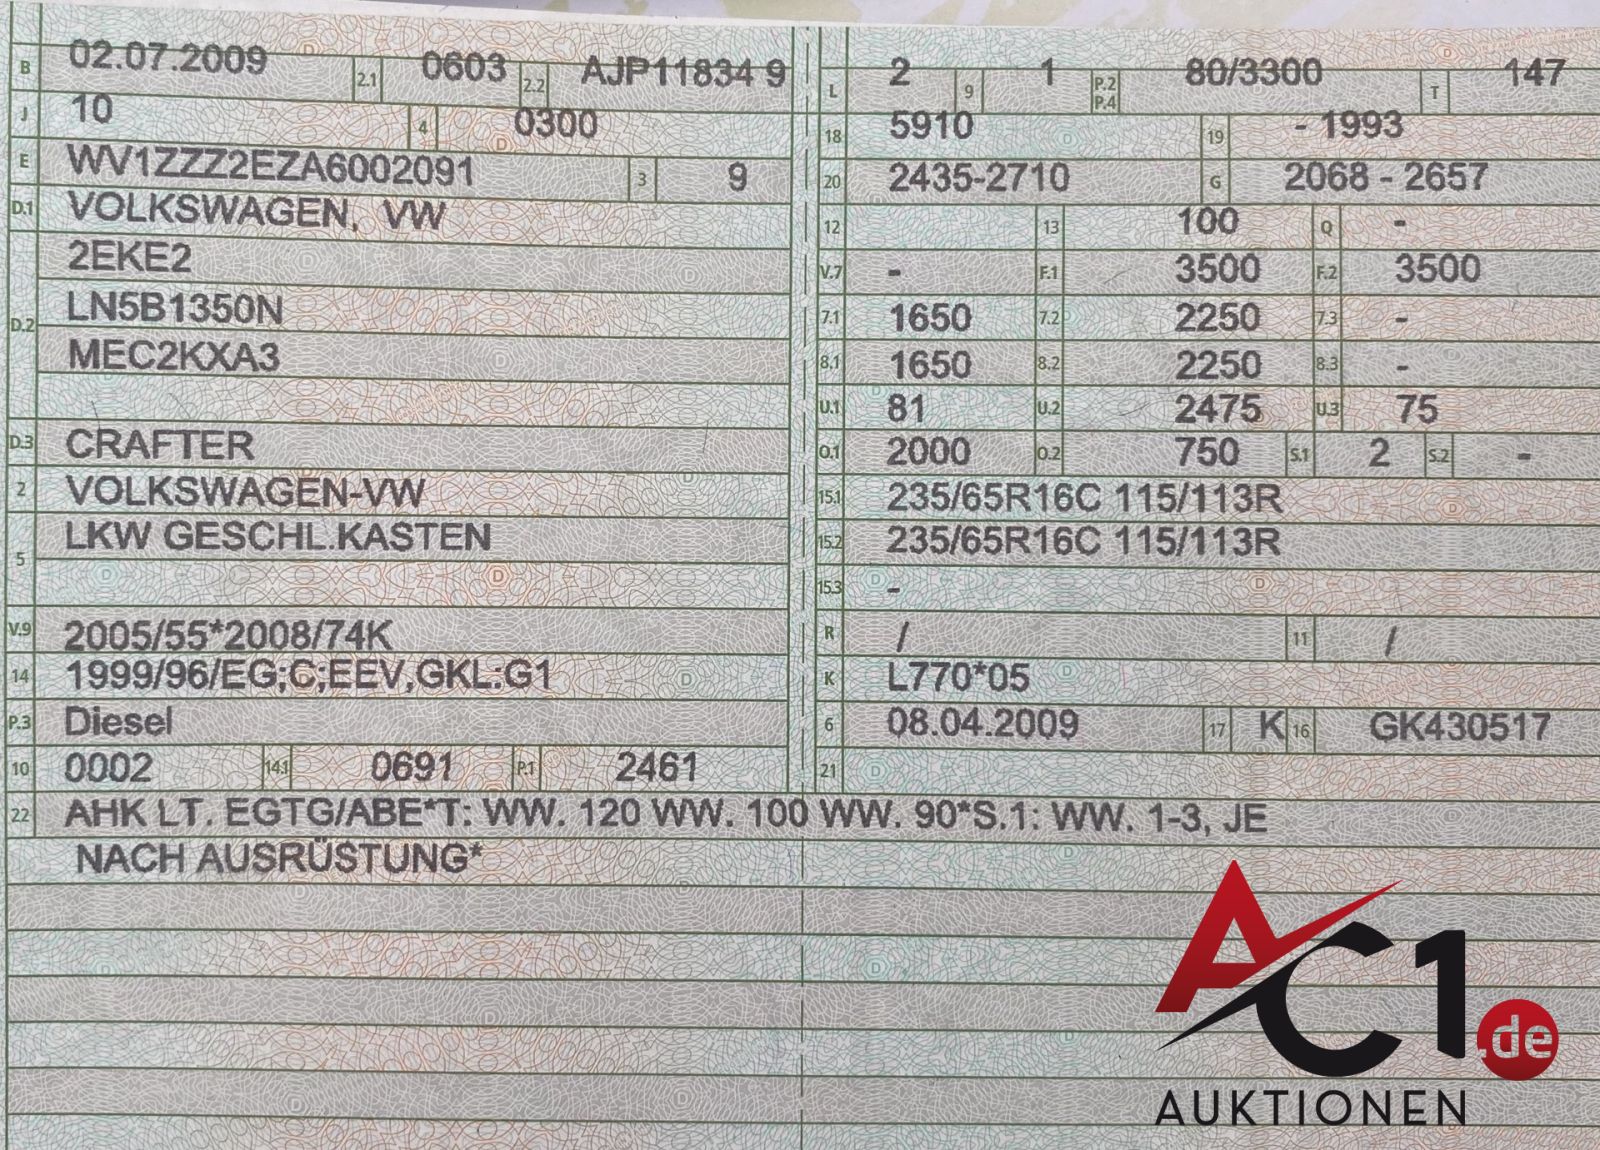 B 02.07.2009 2.1 0603 2.2 AJP11834 9
J 10 4 0300
E WV1ZZZ2EZA6002091 3 9
D.1 VOLKSWAGEN, VW
2EKE2
D.2 LN5B1350N
MEC2KXA3
D.3 CRAFTER
2 VOLKSWAGEN-VW
5 LKW GESCHL.KASTEN
V.9 2005/55*2008/74K
14 1999/96/EG;C;EEV,GKL:G1
P.3 Diesel
10 0002 14.1 0691 P.1 2461
L 2 9 1 P.2 P.4 80/3300 T 147
18 5910 19 - 1993
20 2435-2710 G 2068 - 2657
12 13 100 Q -
V.7 - F.1 3500 F.2 3500
7.1 1650 7.2 2250 7.3 -
8.1 1650 8.2 2250 8.3 -
U.1 81 U.2 2475 U.3 75
O.1 2000 O.2 750 S.1 2 S.2 -
15.1 235/65R16C 115/113R
15.2 235/65R16C 115/113R
15.3 -
R / 11 /
K L770*05
6 08.04.2009 17 K 16 GK430517
21
22 AHK LT. EGTG/ABE*T: WW. 120 WW. 100 WW. 90*S.1: WW. 1-3, JE
NACH AUSRÜSTUNG*
AC1.de
AUKTIONEN